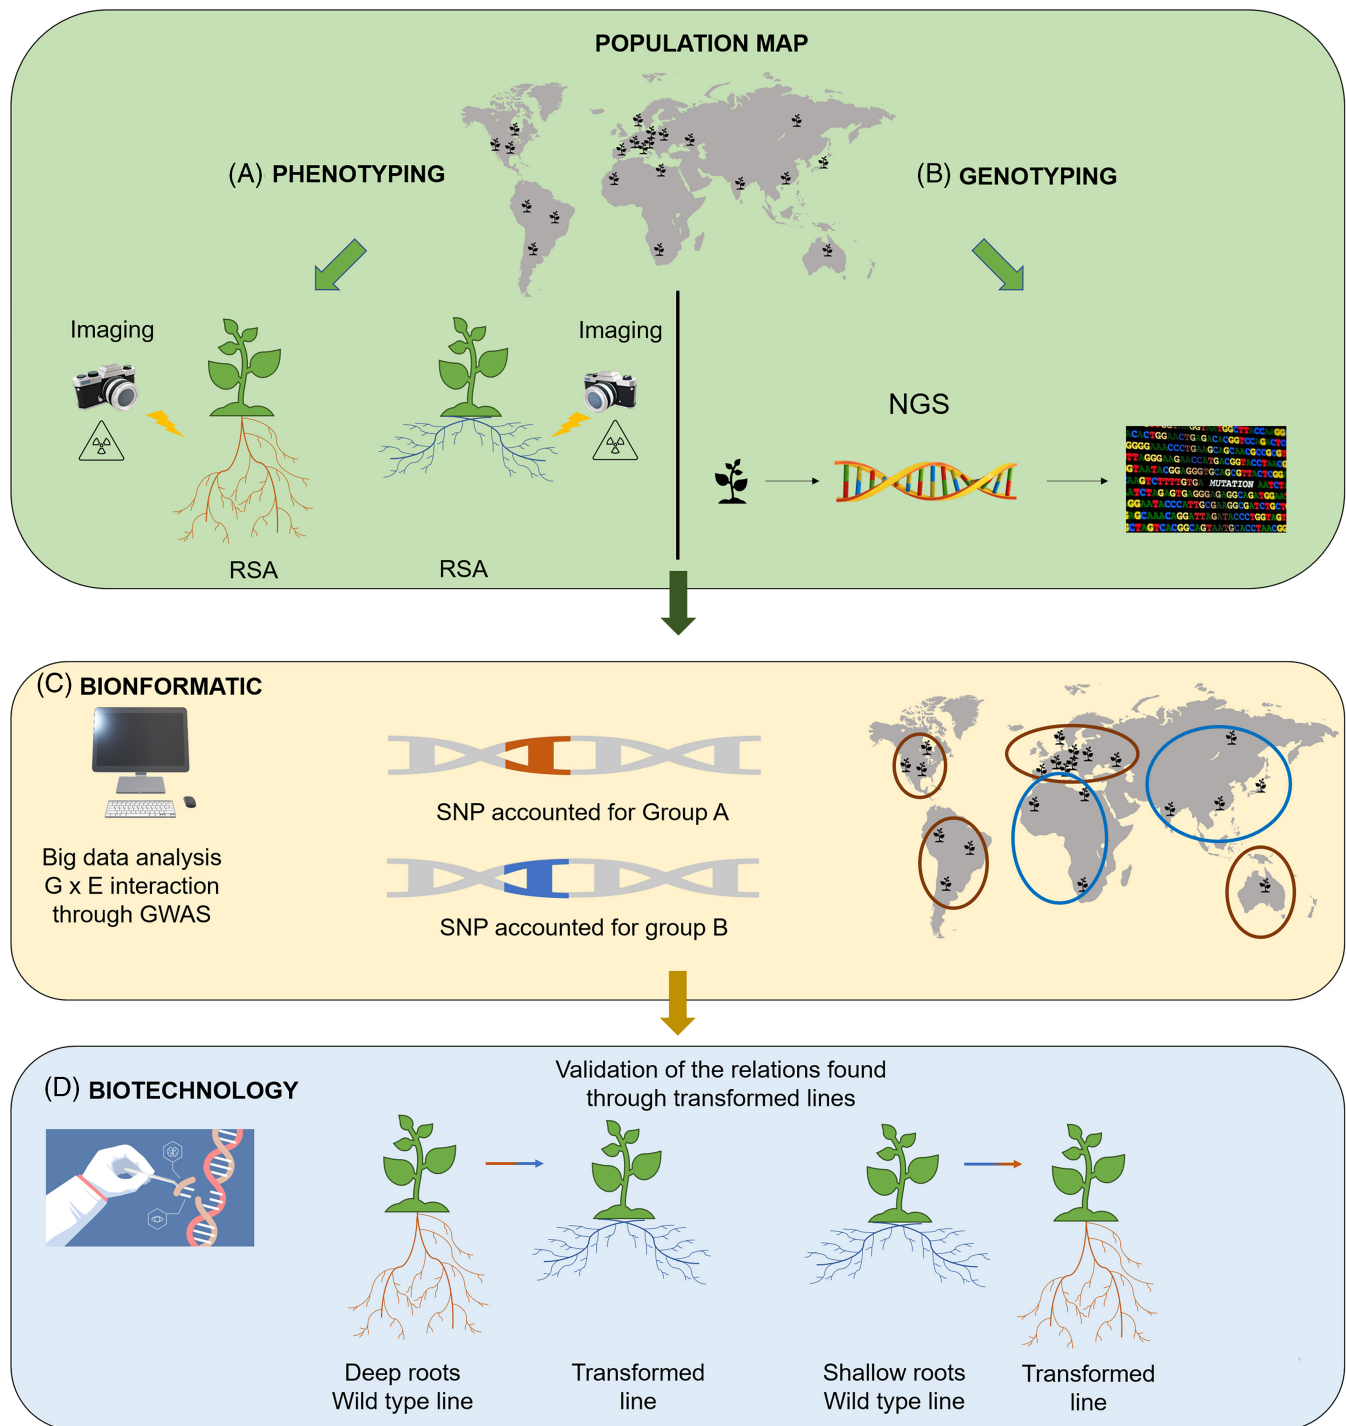 POPULATION MAP
(A) PHENOTYPING
(B) GENOTYPING
Imaging
Imaging
NGS
MUTATION
RSA
RSA
(C) BIONFORMATIC
SNP accounted for Group A
Big data analysis
G x E interaction
through GWAS
SNP accounted for group B
(D) BIOTECHNOLOGY
Validation of the relations found
through transformed lines
Deep roots
Wild type line
Transformed
line
Shallow roots
Wild type line
Transformed
line